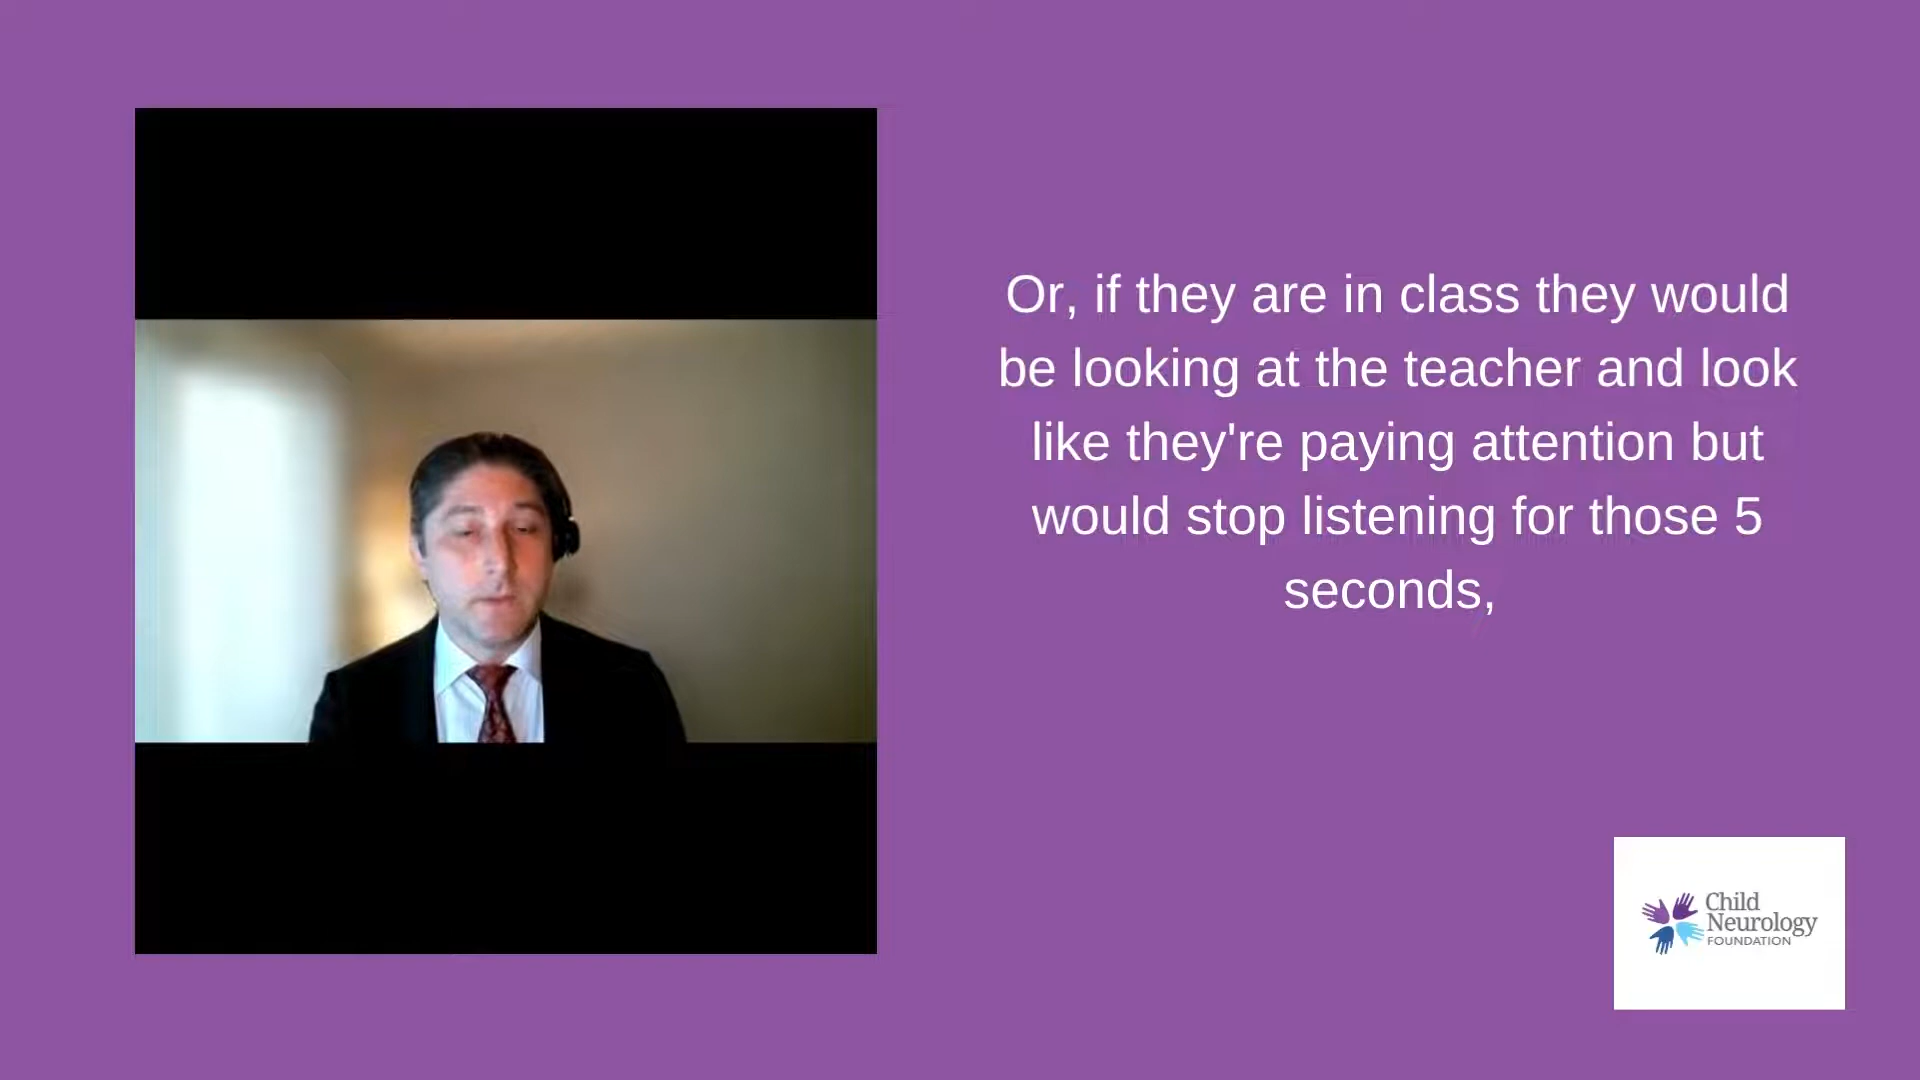 Or, if they are in class they would
be looking at the teacher and look
like they're paying attention but
would stop listening for those 5
seconds,
Child
Neurology
FOUNDATION